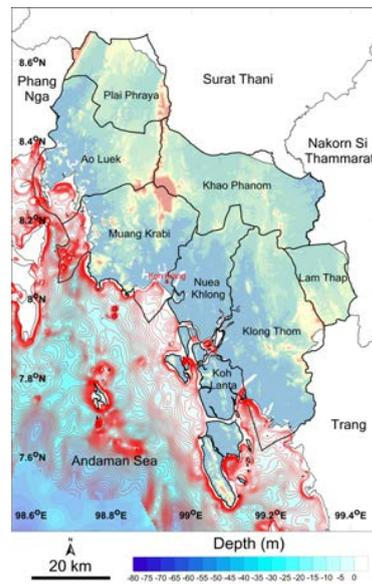 8.6°N
Phang
Nga
Surat Thani
Plai Phraya
8.4°N
Nakorn Si
Thammarat
Ao Luek
Khao Phanom
8.2°N
Muang Krabi
Lam Thap
Nuea
Khlong
8°N
Klong Thom
7.8°N
Koh
Lanta
Trang
7.6°N
Andaman Sea
98.6°E 98.8°E 99.0°E 99.2°E 99.4°E
N
20 km
Depth (m)
-80 -75 -70 -65 -60 -55 -50 -45 -40 -35 -30 -25 -20 -15 -10 -5 0